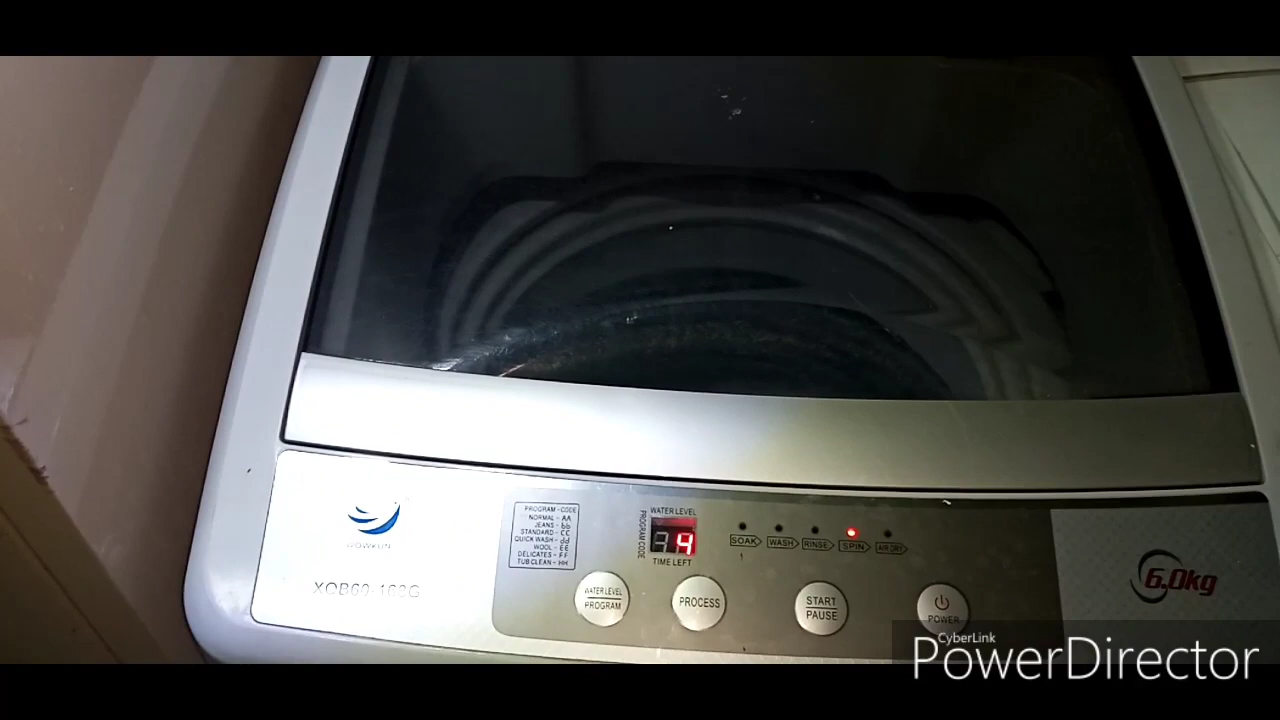 PROGRAM-CODE
NORMAL - AA
JEANS - bb
STANDARD - CC
QUICK WASH - dd
WOOL - EE
DELICATES - FF
TUB CLEAN - HH
PROGRAM CODE
WATER LEVEL
4
TIME LEFT
SOAK
WASH
RINSE
SPIN
AIR DRY
WATER LEVEL
PROGRAM
PROCESS
START
PAUSE
POWER
6.0kg
CyberLink
PowerDirector